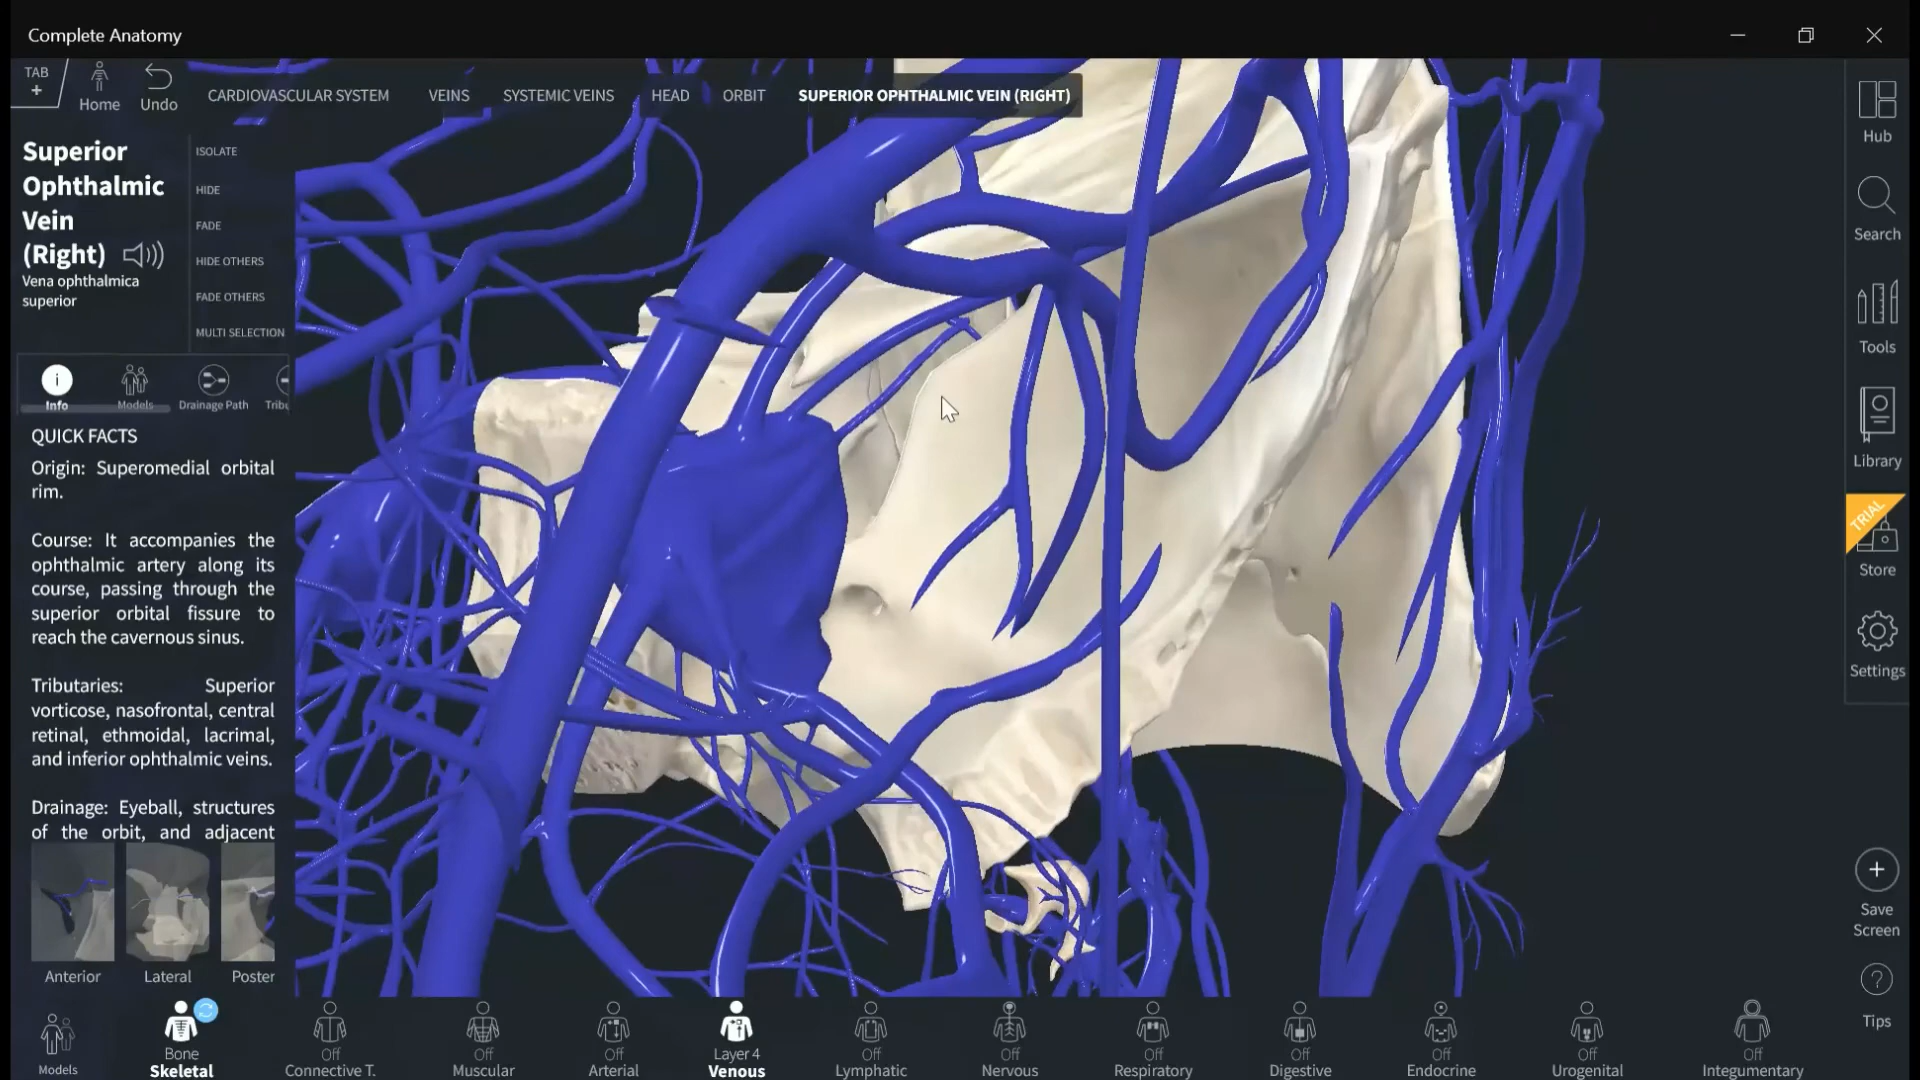 Complete Anatomy
TAB
+
Home
Undo
CARDIOVASCULAR SYSTEM
VEINS
SYSTEMIC VEINS
HEAD
ORBIT
SUPERIOR OPHTHALMIC VEIN (RIGHT)
Superior
Ophthalmic
Vein
(Right)
Vena ophthalmica
superior
ISOLATE
HIDE
FADE
HIDE OTHERS
FADE OTHERS
MULTI SELECTION
Info
Models
Drainage Path
Tribu
QUICK FACTS
Origin: Superomedial orbital
rim.
Course: It accompanies the
ophthalmic artery along its
course, passing through the
superior orbital fissure to
reach the cavernous sinus.
Tributaries: Superior
vorticose, nasofrontal, central
retinal, ethmoidal, lacrimal,
and inferior ophthalmic veins.
Drainage: Eyeball, structures
of the orbit, and adjacent
Anterior
Lateral
Poster
Hub
Search
Tools
Library
TRIAL
Store
Settings
+
Save
Screen
?
Tips
Models
Bone
Skeletal
Off
Connective T.
Off
Muscular
Off
Arterial
Layer 4
Venous
Off
Lymphatic
Off
Nervous
Off
Respiratory
Off
Digestive
Off
Endocrine
Off
Urogenital
Off
Integumentary